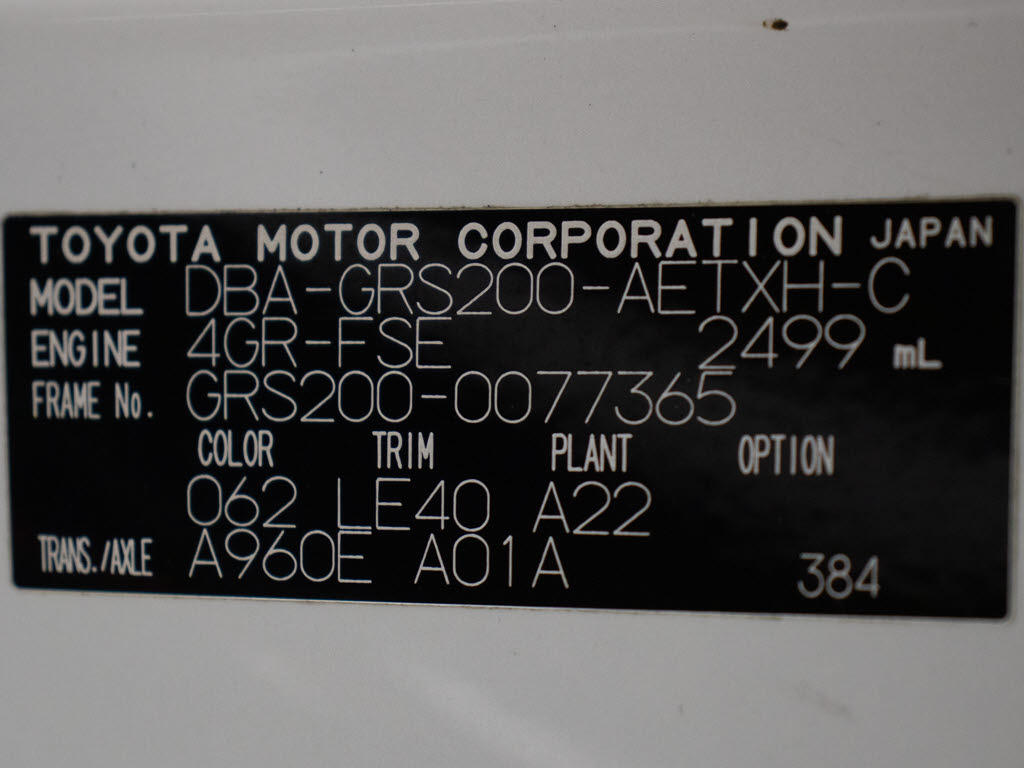 TOYOTA MOTOR CORPORATION JAPAN
MODEL DBA-GRS200-AETXH-C
ENGINE 4GR-FSE 2499 mL
FRAME No. GRS200-0077365
COLOR TRIM PLANT OPTION
062 LE40 A22
TRANS./AXLE A960E A01A 384